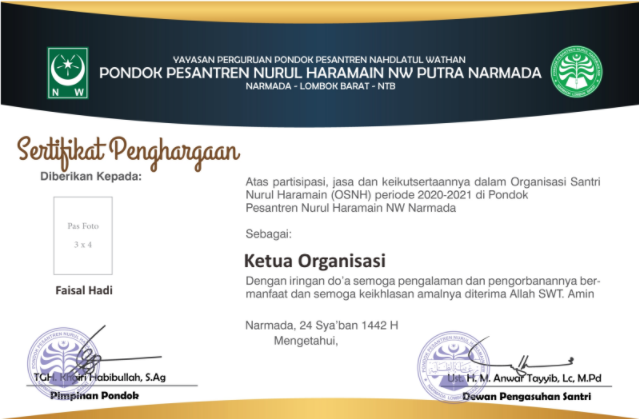 YAYASAN PERGURUAN PONDOK PESANTREN NAHDLATUL WATHAN
PONDOK PESANTREN NURUL HARAMAIN NW PUTRA NARMADA
NARMADA - LOMBOK BARAT - NTB
N W
Sertifikat Penghargaan
Diberikan Kepada:
Pas Foto
3 x 4
Faisal Hadi
Atas partisipasi, jasa dan keikutsertaannya dalam Organisasi Santri
Nurul Haramain (OSNH) periode 2020-2021 di Pondok
Pesantren Nurul Haramain NW Narmada
Sebagai:
Ketua Organisasi
Dengan iringan do'a semoga pengalaman dan pengorbanannya ber-
manfaat dan semoga keikhlasan amalnya diterima Allah SWT. Amin
Narmada, 24 Sya'ban 1442 H
Mengetahui,
TGH. Khairi Habibullah, S.Ag
Pimpinan Pondok
Ust. H. M. Anwar Tayyib, Lc, M.Pd
Dewan Pengasuhan Santri